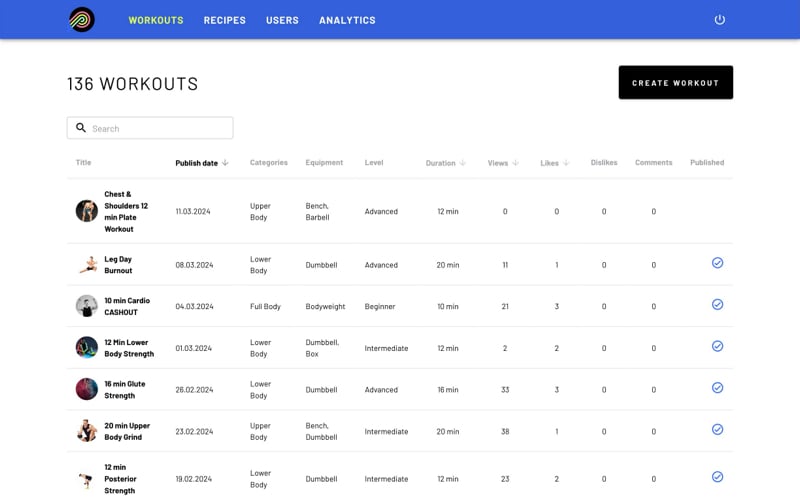 WORKOUTS RECIPES USERS ANALYTICS
136 WORKOUTS
CREATE WORKOUT
Search
Title Publish date Categories Equipment Level Duration Views Likes Dislikes Comments Published
Chest &
Shoulders 12
min Plate
Workout
11.03.2024
Upper
Body
Bench,
Barbell
Advanced
12 min
0
0
0
0
Leg Day
Burnout
08.03.2024
Lower
Body
Dumbbell
Advanced
20 min
11
1
0
0
10 min Cardio
CASHOUT
04.03.2024
Full Body
Bodyweight
Beginner
10 min
21
3
0
0
12 Min Lower
Body Strength
01.03.2024
Lower
Body
Dumbbell,
Box
Intermediate
12 min
2
2
0
0
16 min Glute
Strength
26.02.2024
Lower
Body
Dumbbell
Advanced
16 min
33
3
0
0
20 min Upper
Body Grind
23.02.2024
Upper
Body
Bench,
Dumbbell
Intermediate
20 min
38
1
0
0
12 min
Posterior
Strength
19.02.2024
Lower
Body
Dumbbell
Intermediate
12 min
23
2
0
0